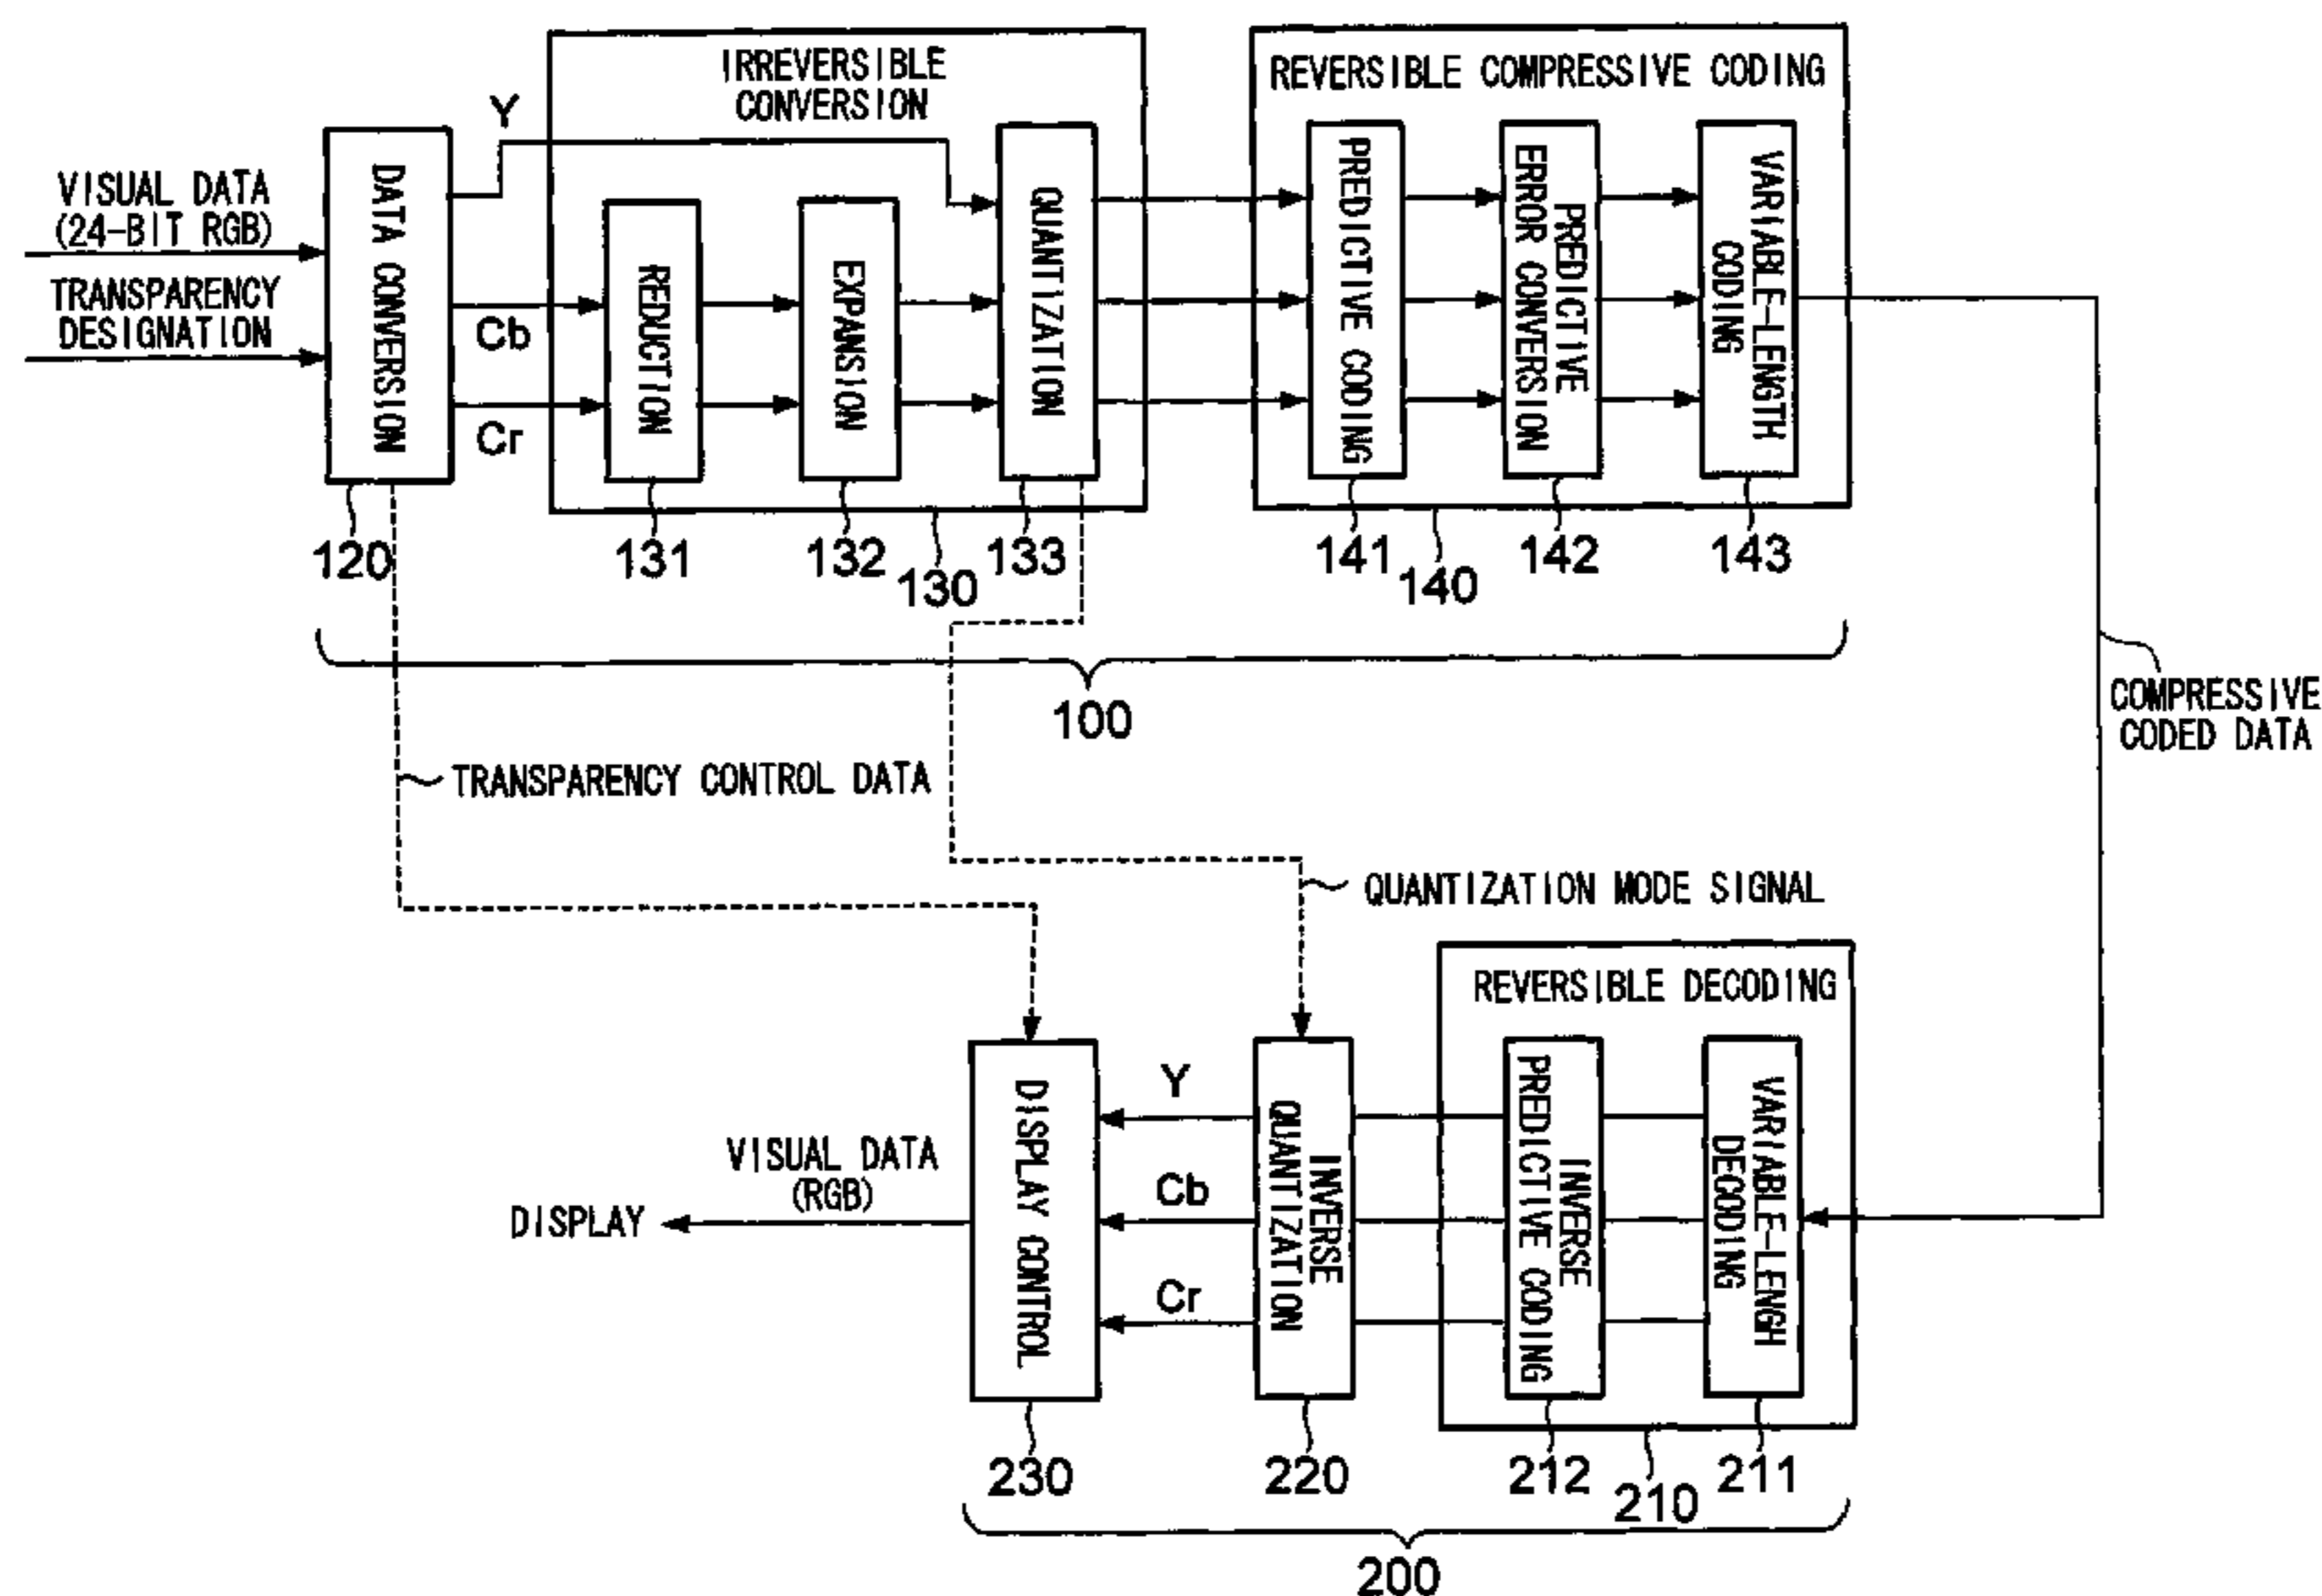 IRREVERSIBLE
CONVERSION
REVERSIBLE COMPRESSIVE CODING
Y
VISUAL DATA
(24-BIT RGB)
TRANSPARENCY
DESIGNATION
DATA CONVERSION
Cb
Cr
REDUCTION
EXPANSION
QUANTIZATION
PREDICTIVE CODING
PREDICTIVE
ERROR CONVERSION
VARIABLE-LENGTH
CODING
120
131
132
133
130
141
142
143
140
100
COMPRESSIVE
CODED DATA
TRANSPARENCY CONTROL DATA
QUANTIZATION MODE SIGNAL
REVERSIBLE DECODING
DISPLAY
VISUAL DATA
(RGB)
DISPLAY CONTROL
Y
Cb
Cr
INVERSE
QUANTIZATION
INVERSE
PREDICTIVE CODING
VARIABLE-LENGH
DECODING
230
220
212
211
210
200